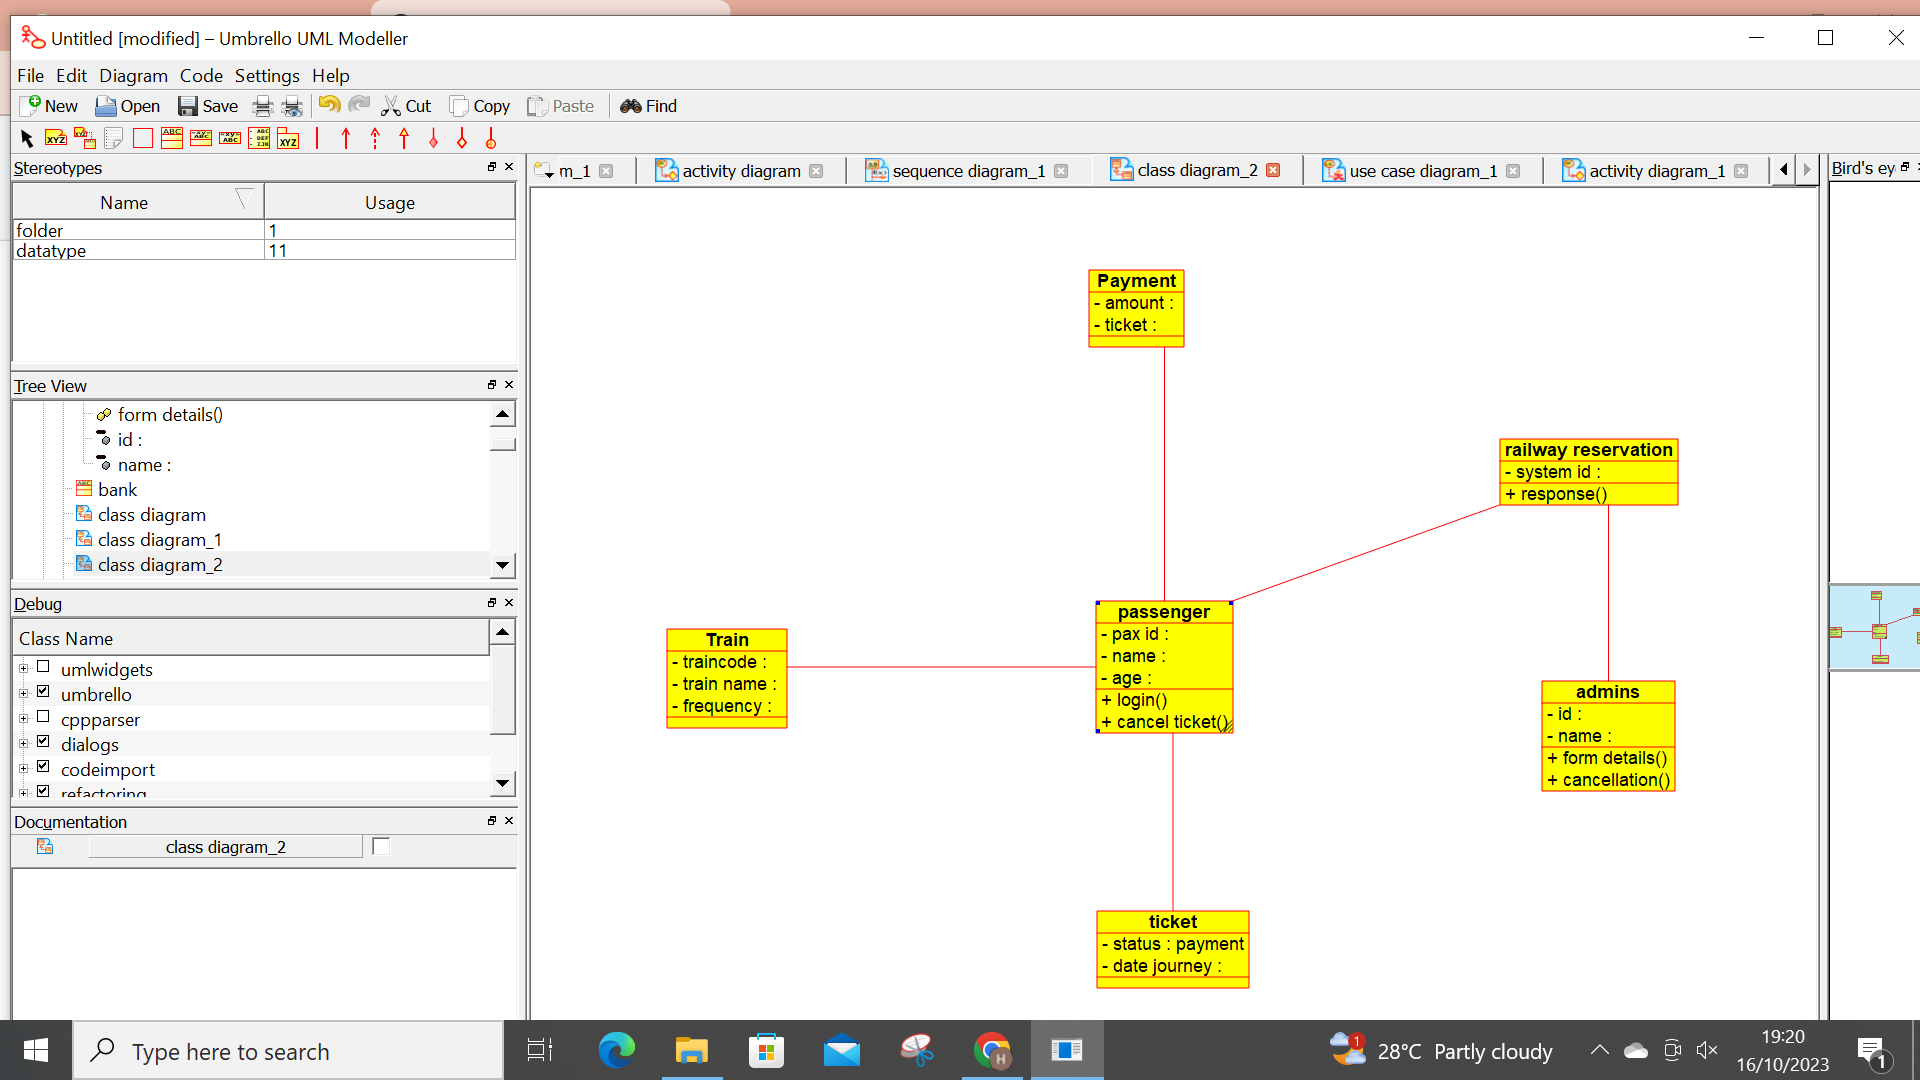 Untitled [modified] – Umbrello UML Modeller
File Edit Diagram Code Settings Help
New Open Save Cut Copy Paste Find
Stereotypes
Name Usage
folder 1
datatype 11
Tree View
form details()
id :
name :
bank
class diagram
class diagram_1
class diagram_2
Debug
Class Name
umlwidgets
umbrello
cppparser
dialogs
codeimport
refactoring
Documentation
class diagram_2
m_1 activity diagram sequence diagram_1 class diagram_2 use case diagram_1 activity diagram_1
Bird's ey
Payment
- amount :
- ticket :
railway reservation
- system id :
+ response()
passenger
- pax id :
- name :
- age :
+ login()
+ cancel ticket()
Train
- traincode :
- train name :
- frequency :
admins
- id :
- name :
+ form details()
+ cancellation()
ticket
- status : payment
- date journey :
Type here to search
1
28°C Partly cloudy
19:20
16/10/2023
1